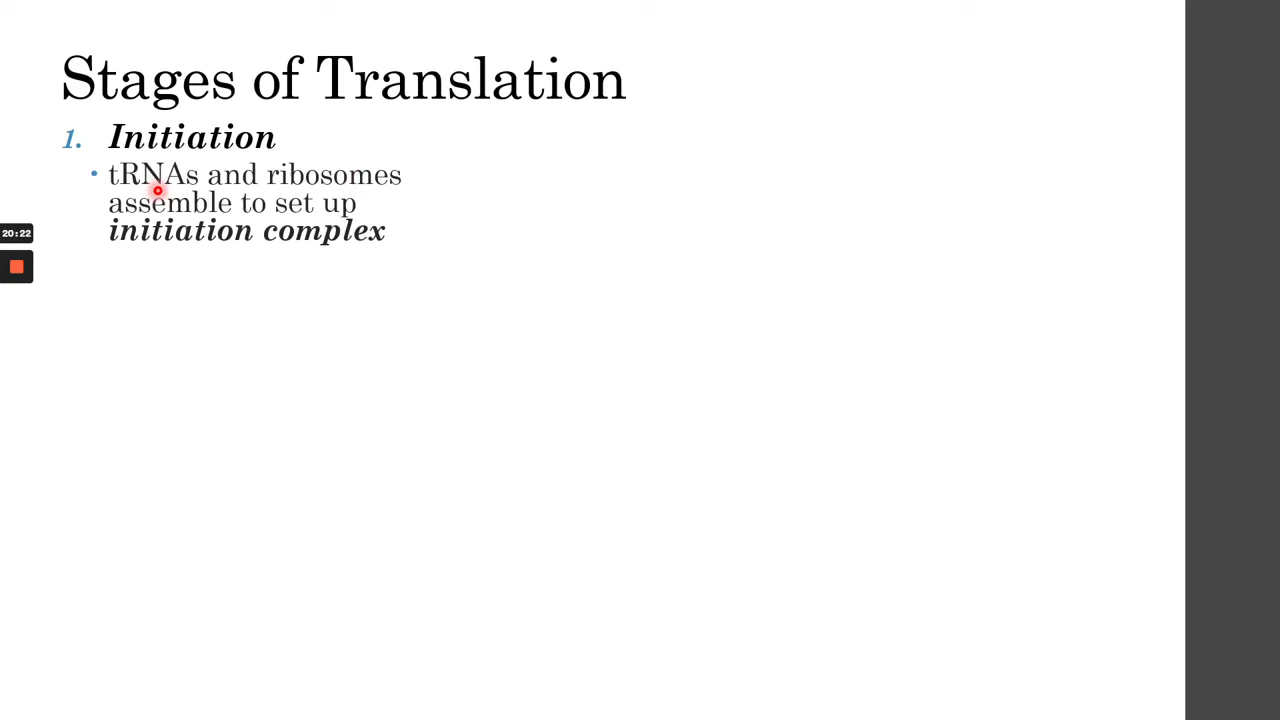 Stages of Translation
1. Initiation
• tRNAs and ribosomes
assemble to set up
initiation complex
20:22